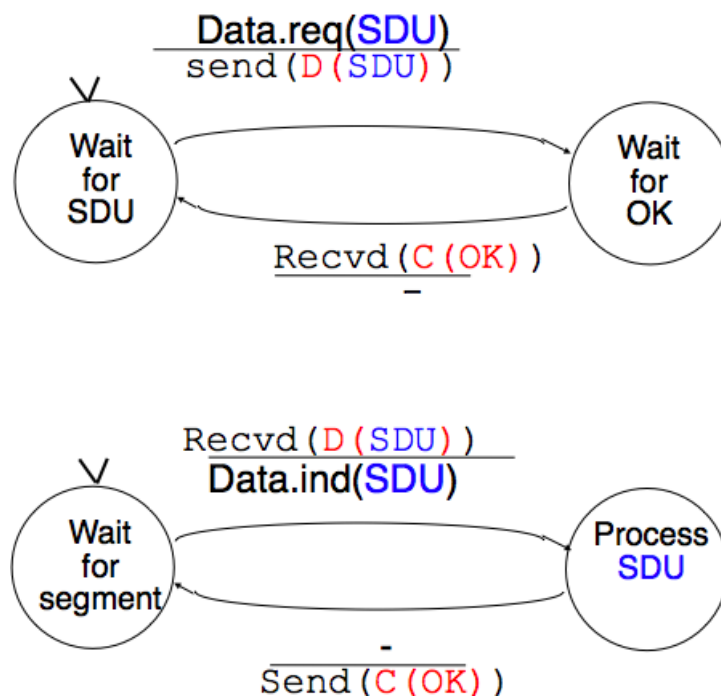 Data.req(SDU)
send(D(SDU))
Wait
for
SDU
Wait
for
OK
Recvd(C(OK))
-
Recvd(D(SDU))
Data.ind(SDU)
Wait
for
segment
Process
SDU
-
Send(C(OK))